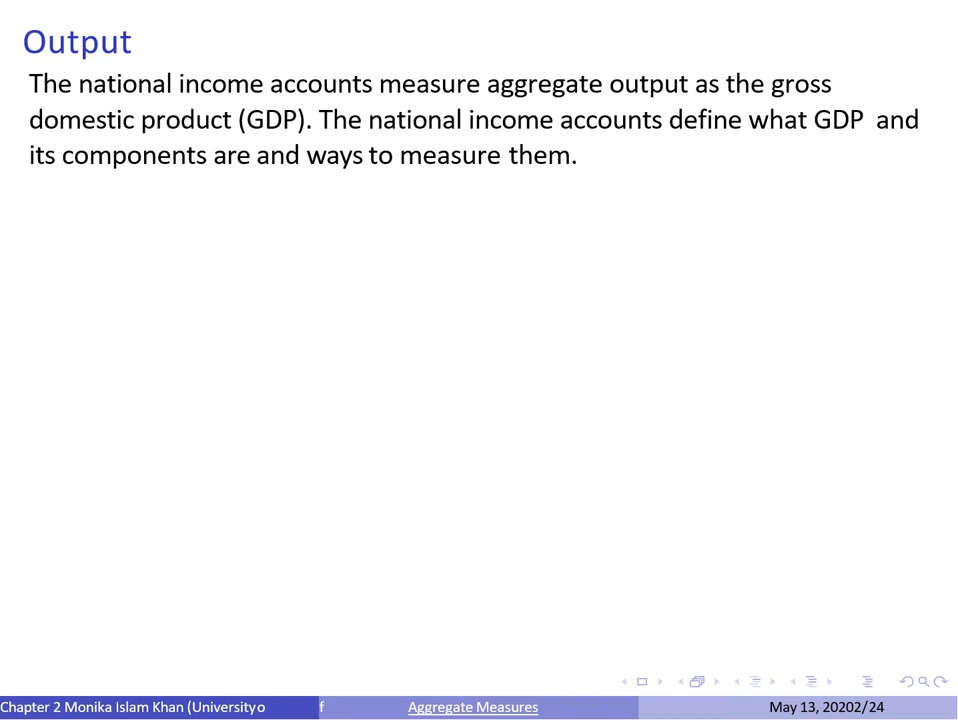 Output
The national income accounts measure aggregate output as the gross
domestic product (GDP). The national income accounts define what GDP and
its components are and ways to measure them.
Chapter 2 Monika Islam Khan (Universityo f Aggregate Measures May 13, 20202/24